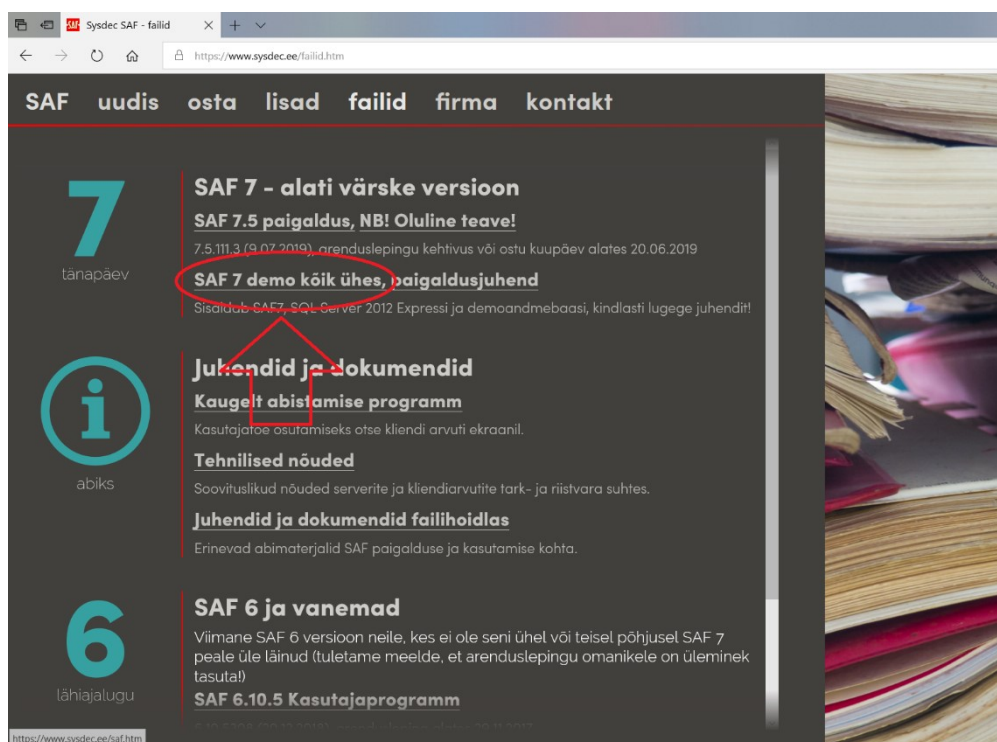 SAF Sysdec SAF - failid
https://www.sysdec.ee/failid.htm
SAF uudis osta lisad failid firma kontakt
7
tänapäev
SAF 7 - alati värske versioon
SAF 7.5 paigaldus, NB! Oluline teave!
7.5.111.3 (9.07.2019), arenduslepingu kehtivus või ostu kuupäev alates 20.06.2019
SAF 7 demo kõik ühes, paigaldusjuhend
Sisaldub SAF7, SQL Server 2012 Expressi ja demoandmebaasi, kindlasti lugege juhendit!
i
abiks
Juhendid ja dokumendid
Kaugelt abistamise programm
Kasutajatoe osutamiseks otse kliendi arvuti ekraanil.
Tehnilised nõuded
Soovituslikud nõuded serverite ja kliendiarvutite tark- ja riistvara suhtes.
Juhendid ja dokumendid failihoidlas
Erinevad abimaterjalid SAF paigalduse ja kasutamise kohta.
6
lähiajalugu
SAF 6 ja vanemad
Viimane SAF 6 versioon neile, kes ei ole seni ühel või teisel põhjusel SAF 7
peale üle läinud (tuletame meelde, et arenduslepingu omanikele on üleminek
tasuta!)
SAF 6.10.5 Kasutajaprogramm
https://www.sysdec.ee/saf.htm